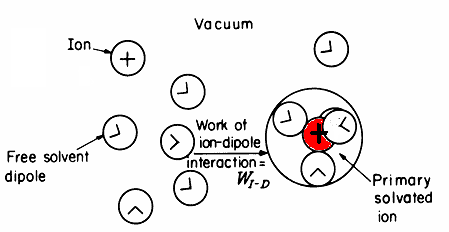 Vacuum
Ion
+
Free solvent
dipole
Work of
ion-dipole
interaction =
W_{I-D}
+
Primary
solvated
ion